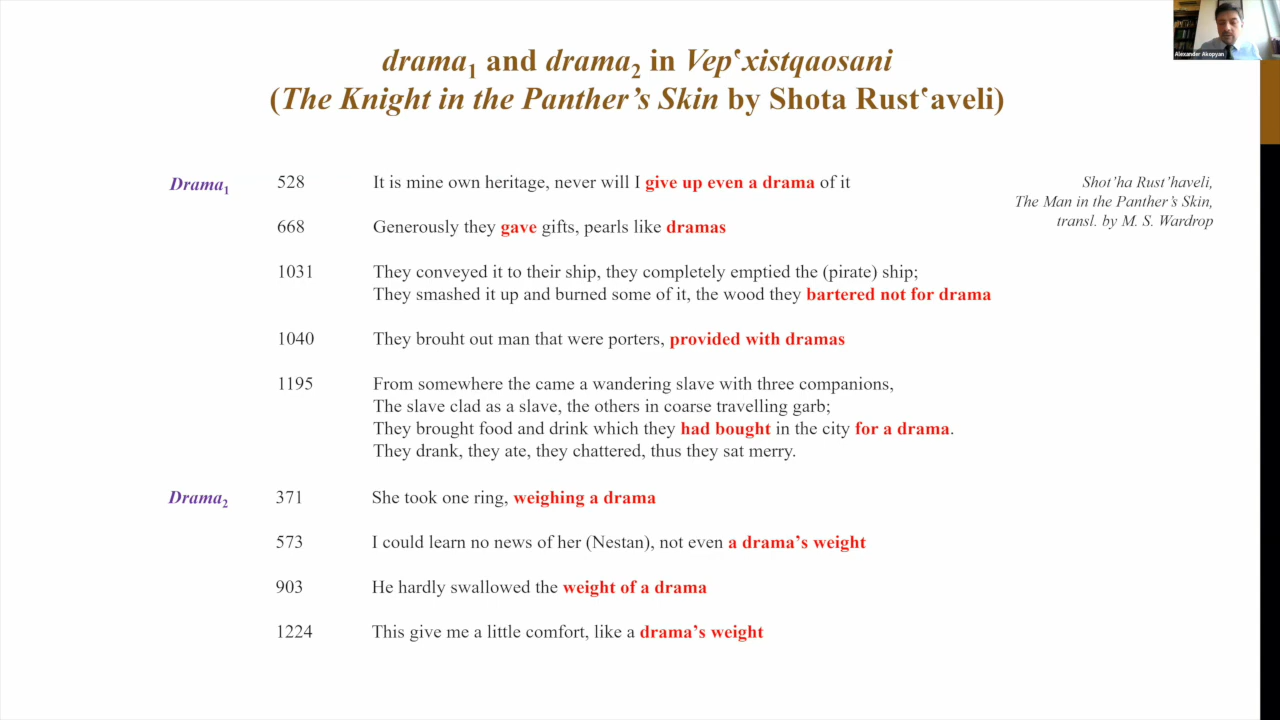 drama1 and drama2 in Vepʿxistqaosani
(The Knight in the Panther’s Skin by Shota Rustʿaveli)
Alexander Akopyan
Shot’ha Rust’haveli,
The Man in the Panther’s Skin,
transl. by M. S. Wardrop
Drama1 528 It is mine own heritage, never will I give up even a drama of it
668 Generously they gave gifts, pearls like dramas
1031 They conveyed it to their ship, they completely emptied the (pirate) ship;
They smashed it up and burned some of it, the wood they bartered not for drama
1040 They brouht out man that were porters, provided with dramas
1195 From somewhere the came a wandering slave with three companions,
The slave clad as a slave, the others in coarse travelling garb;
They brought food and drink which they had bought in the city for a drama.
They drank, they ate, they chattered, thus they sat merry.
Drama2 371 She took one ring, weighing a drama
573 I could learn no news of her (Nestan), not even a drama’s weight
903 He hardly swallowed the weight of a drama
1224 This give me a little comfort, like a drama’s weight